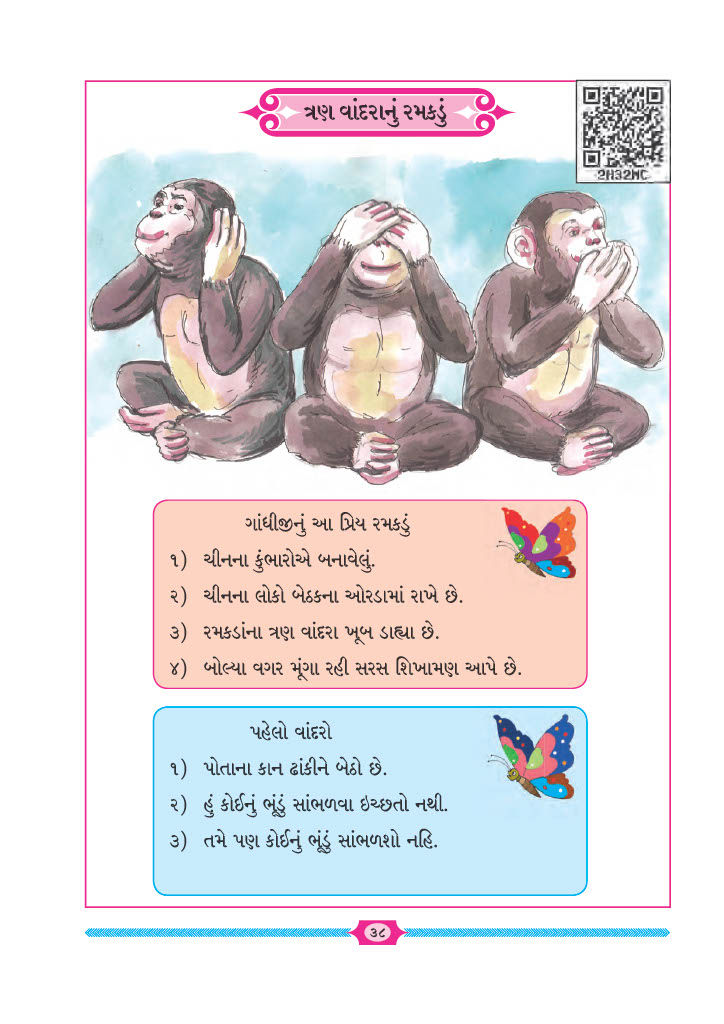 ત્રણ વાંદરાનું રમકડું
2H32MC
ગાંધીજીનું આ પ્રિય રમકડું
૧) ચીનના કુંભારોએ બનાવેલું.
૨) ચીનના લોકો બેઠકના ઓરડામાં રાખે છે.
૩) રમકડાંના ત્રણ વાંદરા ખૂબ ડાહ્યા છે.
૪) બોલ્યા વગર મૂંગા રહી સરસ શિખામણ આપે છે.
પહેલો વાંદરો
૧) પોતાના કાન ઢાંકીને બેઠો છે.
૨) હું કોઈનું ભૂંડું સાંભળવા ઇચ્છતો નથી.
૩) તમે પણ કોઈનું ભૂંડું સાંભળશો નહિ.
૩૮